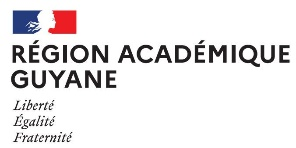 RÉGION ACADÉMIQUE
GUYANE
Liberté
Égalité
Fraternité